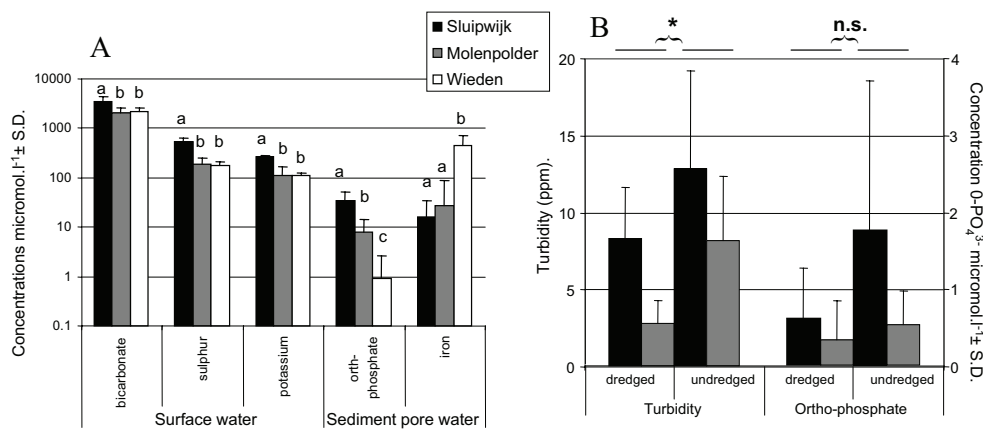 A
Sluipwijk
Molenpolder
Wieden
Concentrations micromol.l⁻¹± S.D.
10000
1000
100
10
1
0.1
a b b
a b b
a b b
a b c
a a b
bicarbonate
sulphur
potassium
orth-
phosphate
iron
Surface water
Sediment pore water
B
*
n.s.
Turbidity (ppm).
20
15
10
5
0
4
3
2
1
0
Concentration 0-PO₄³⁻ micromol.l⁻¹± S.D.
dredged
undredged
dredged
undredged
Turbidity
Ortho-phosphate